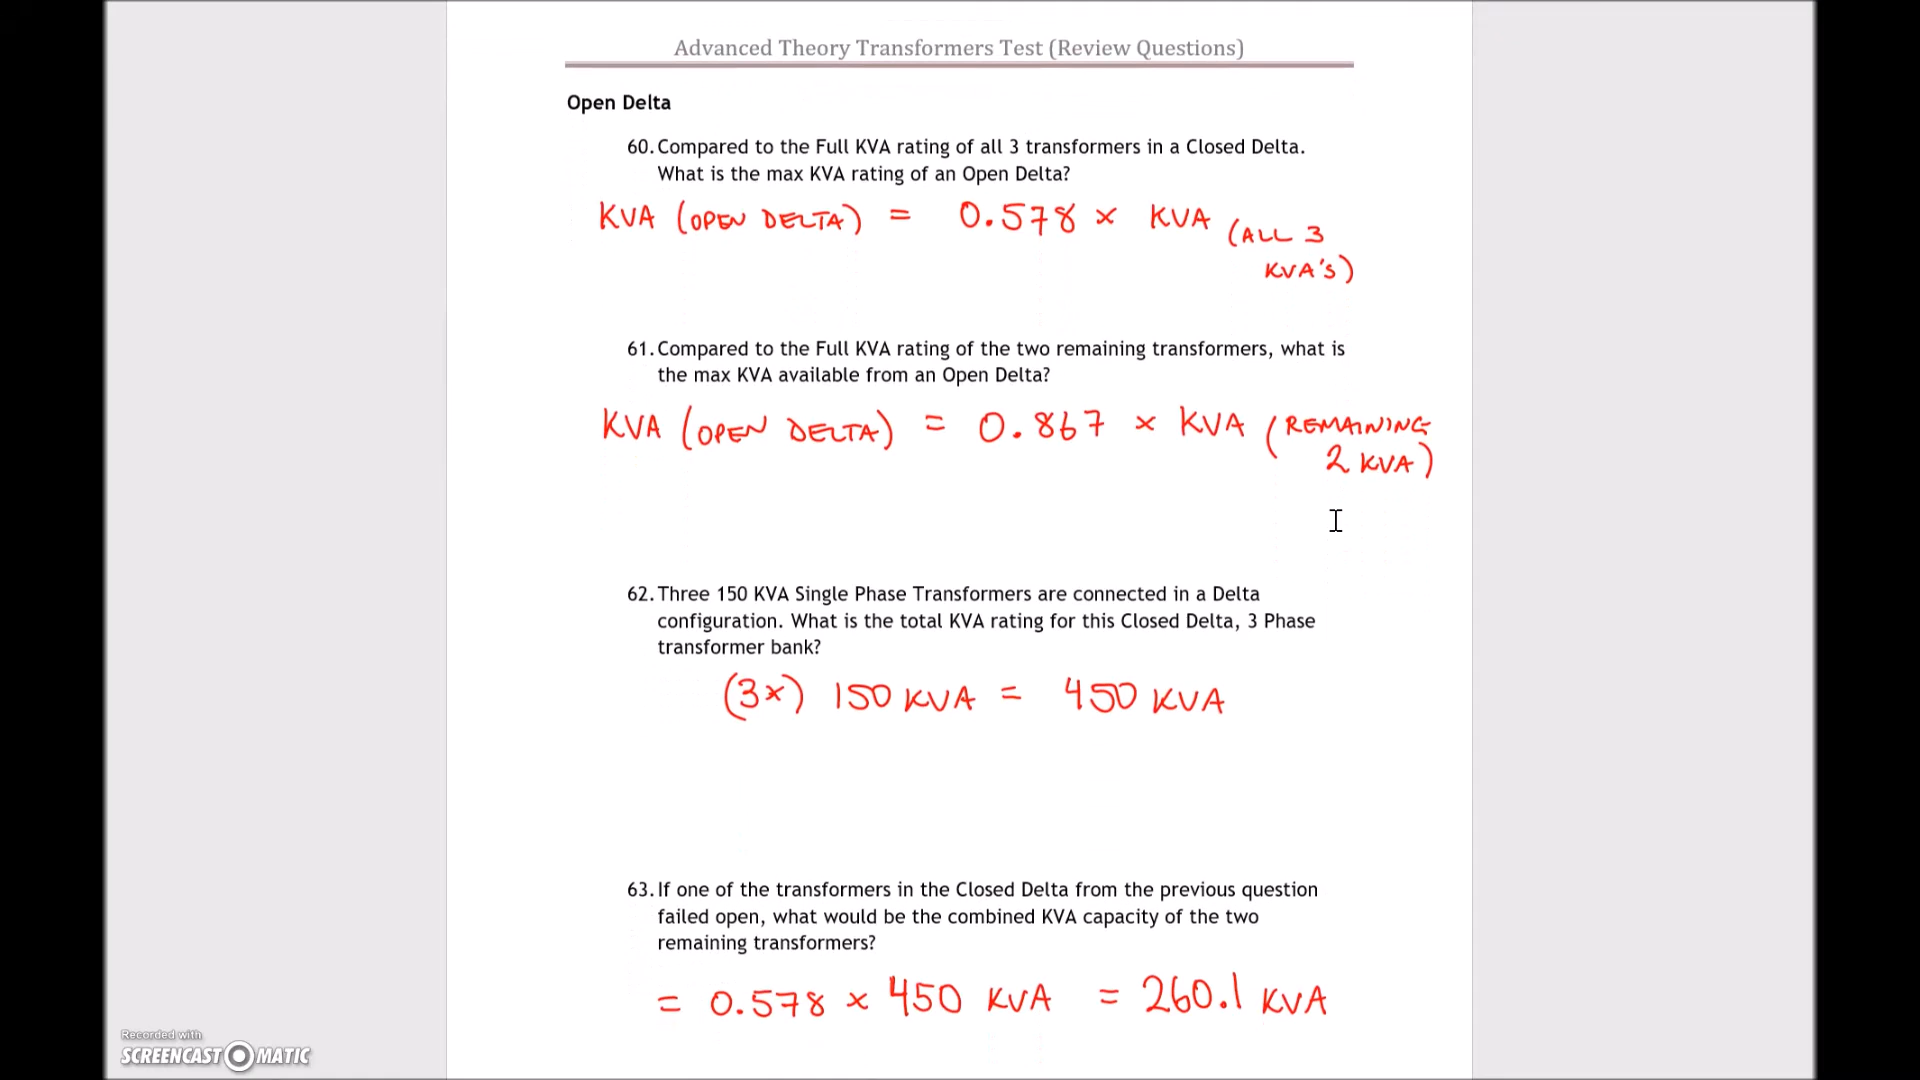 Advanced Theory Transformers Test (Review Questions)
Open Delta
60. Compared to the Full KVA rating of all 3 transformers in a Closed Delta.
What is the max KVA rating of an Open Delta?
KVA (OPEN DELTA) = 0.578 × KVA (ALL 3
KVA'S)
61. Compared to the Full KVA rating of the two remaining transformers, what is
the max KVA available from an Open Delta?
KVA (OPEN DELTA) = 0.867 × KVA (REMAINING
2 KVA)
62. Three 150 KVA Single Phase Transformers are connected in a Delta
configuration. What is the total KVA rating for this Closed Delta, 3 Phase
transformer bank?
(3×) 150 KVA = 450 KVA
63. If one of the transformers in the Closed Delta from the previous question
failed open, what would be the combined KVA capacity of the two
remaining transformers?
= 0.578 × 450 KVA = 260.1 KVA
Recorded with
SCREENCAST-O-MATIC